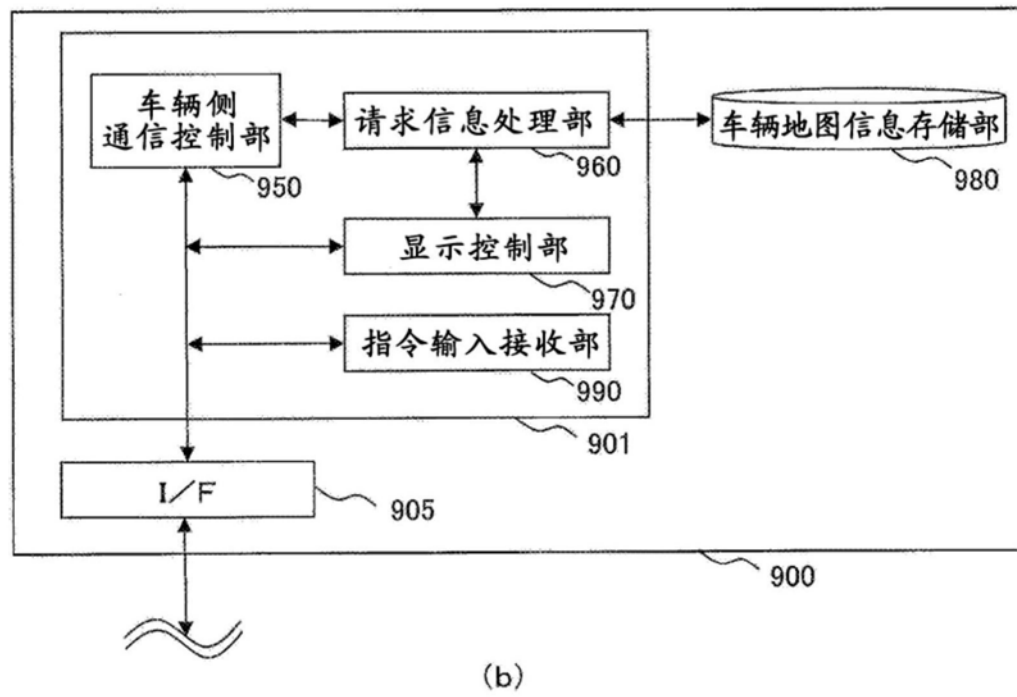 车辆侧
通信控制部
950
请求信息处理部
960
车辆地图信息存储部
980
显示控制部
970
指令输入接收部
990
901
I/F
905
900
(b)